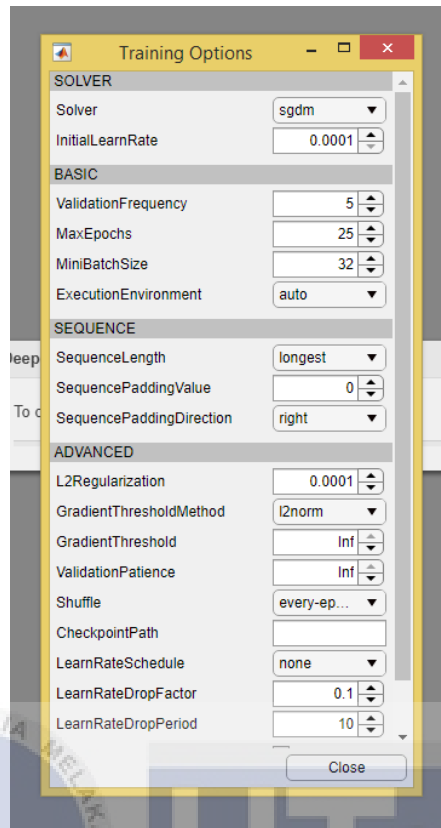 Training Options
SOLVER
Solver sgdm
InitialLearnRate 0.0001
BASIC
ValidationFrequency 5
MaxEpochs 25
MiniBatchSize 32
ExecutionEnvironment auto
SEQUENCE
SequenceLength longest
SequencePaddingValue 0
SequencePaddingDirection right
ADVANCED
L2Regularization 0.0001
GradientThresholdMethod l2norm
GradientThreshold Inf
ValidationPatience Inf
Shuffle every-ep...
CheckpointPath
LearnRateSchedule none
LearnRateDropFactor 0.1
LearnRateDropPeriod 10
Close